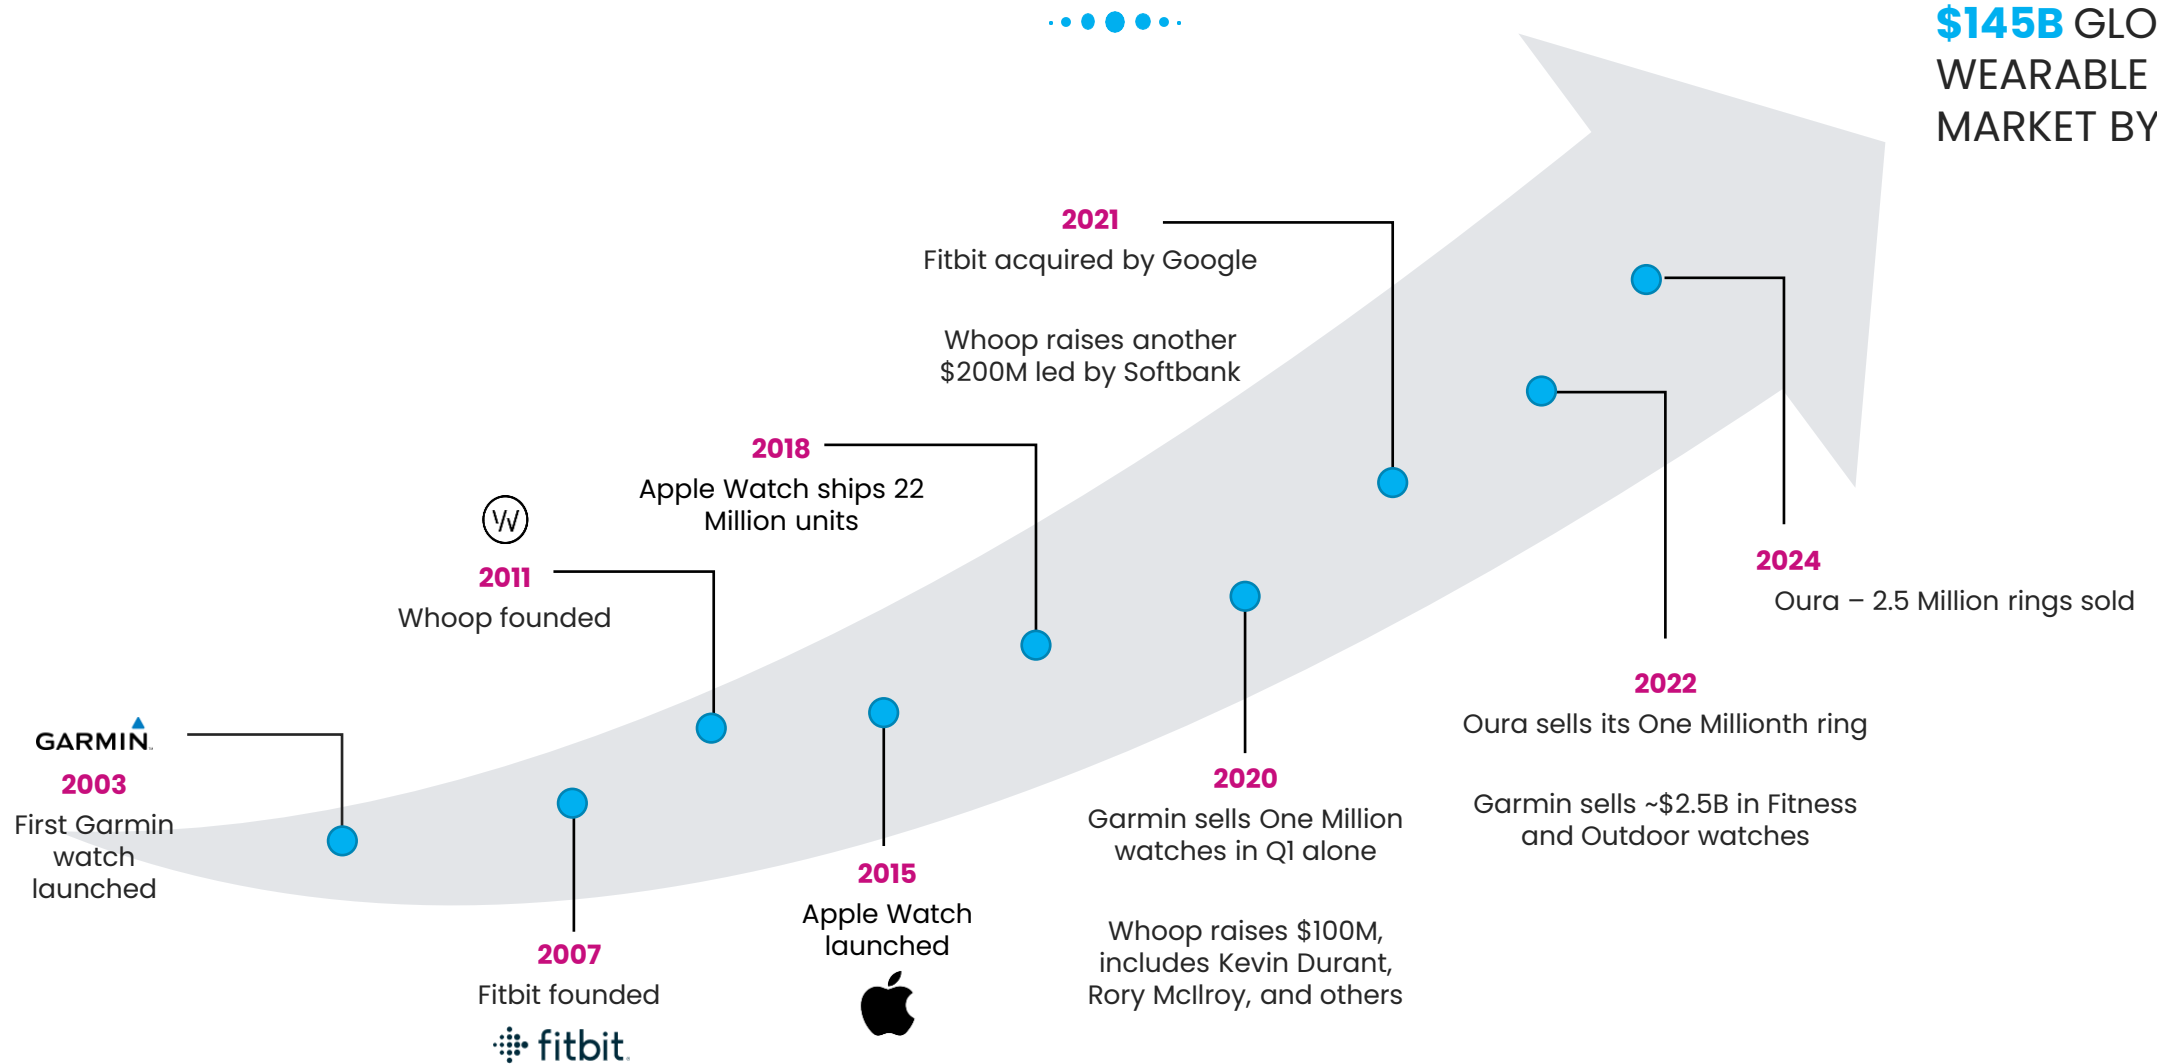 $145B GLO
WEARABLE
MARKET BY
2021
Fitbit acquired by Google
Whoop raises another
$200M led by Softbank
2018
Apple Watch ships 22
Million units
W
2011
Whoop founded
GARMIN
2003
First Garmin
watch
launched
2007
Fitbit founded
fitbit.
2015
Apple Watch
launched
2020
Garmin sells One Million
watches in Q1 alone
Whoop raises $100M,
includes Kevin Durant,
Rory McIlroy, and others
2022
Oura sells its One Millionth ring
Garmin sells ~$2.5B in Fitness
and Outdoor watches
2024
Oura – 2.5 Million rings sold